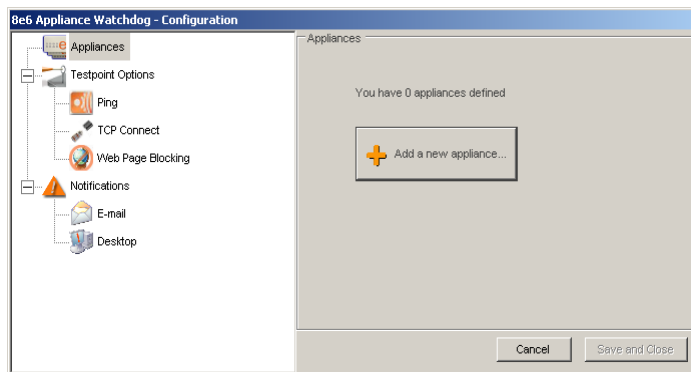 8e6 Appliance Watchdog - Configuration
Appliances
Testpoint Options
Ping
TCP Connect
Web Page Blocking
Notifications
E-mail
Desktop
Appliances
You have 0 appliances defined
Add a new appliance...
Cancel
Save and Close